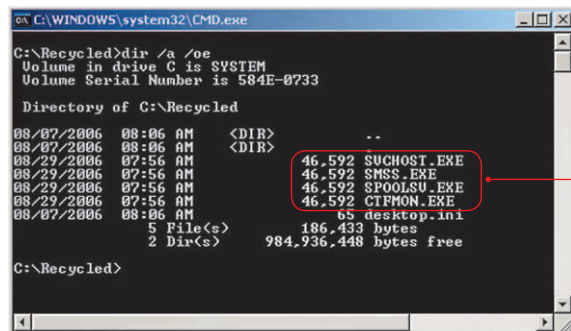 C:\WINDOWS\system32\CMD.exe
C:\Recycled>dir /a /oe
Volume in drive C is SYSTEM
Volume Serial Number is 584E-0733
Directory of C:\Recycled
08/07/2006 08:06 AM <DIR> ..
08/07/2006 08:06 AM <DIR> .
08/29/2006 07:56 AM 46,592 SVCHOST.EXE
08/29/2006 07:56 AM 46,592 SMSS.EXE
08/29/2006 07:56 AM 46,592 SPOOLSV.EXE
08/29/2006 07:56 AM 46,592 CTFMON.EXE
08/07/2006 08:06 AM 65 desktop.ini
5 File(s) 186,433 bytes
2 Dir(s) 984,936,448 bytes free
C:\Recycled>